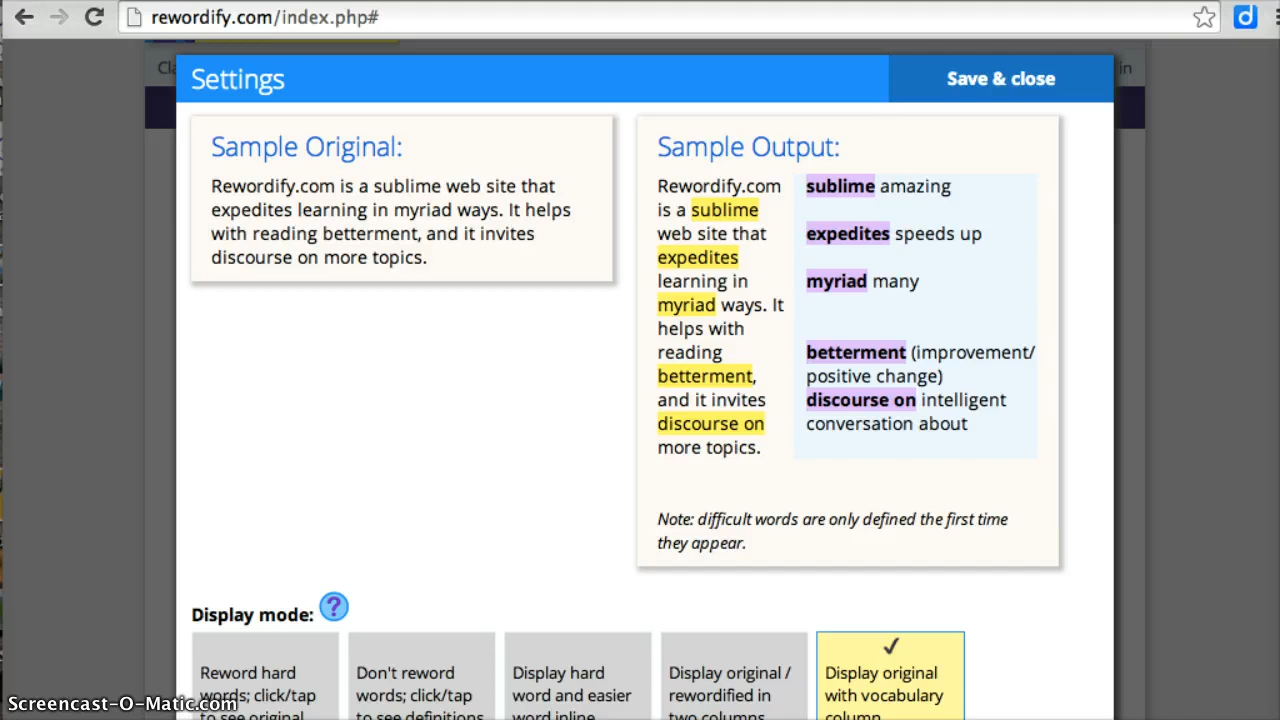 rewordify.com/index.php#
Cla
in
Settings
Save & close
Sample Original:
Rewordify.com is a sublime web site that
expedites learning in myriad ways. It helps
with reading betterment, and it invites
discourse on more topics.
Sample Output:
Rewordify.com
is a sublime
web site that
expedites
learning in
myriad ways. It
helps with
reading
betterment,
and it invites
discourse on
more topics.
sublime amazing
expedites speeds up
myriad many
betterment (improvement/
positive change)
discourse on intelligent
conversation about
Note: difficult words are only defined the first time
they appear.
Display mode: ?
Reword hard
words; click/tap
to see original
Don't reword
words; click/tap
to see definitions
Display hard
word and easier
word inline
Display original /
rewordified in
two columns
Display original
with vocabulary
column
Screencast-O-Matic.com